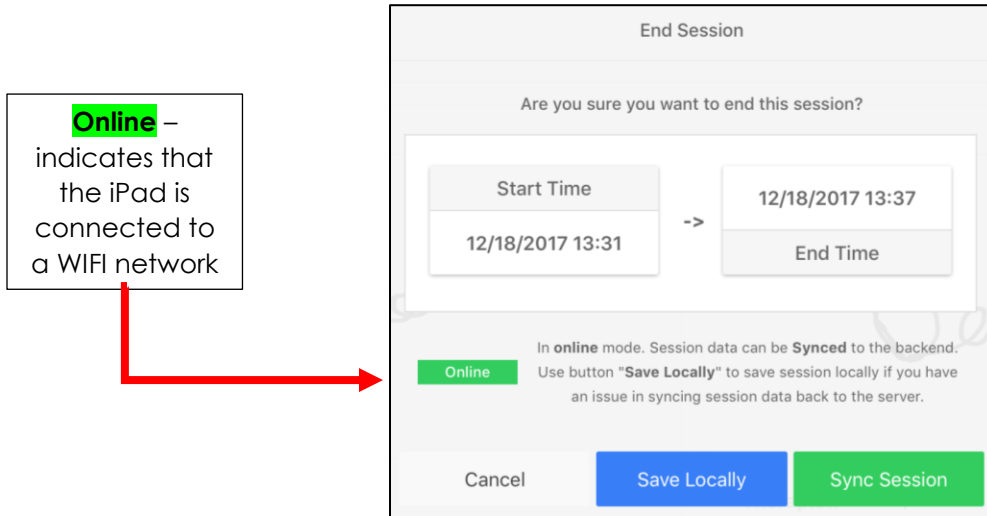 Online –
indicates that
the iPad is
connected to
a WIFI network
End Session
Are you sure you want to end this session?
Start Time
12/18/2017 13:31
->
12/18/2017 13:37
End Time
Online
In online mode. Session data can be Synced to the backend.
Use button "Save Locally" to save session locally if you have
an issue in syncing session data back to the server.
Cancel
Save Locally
Sync Session